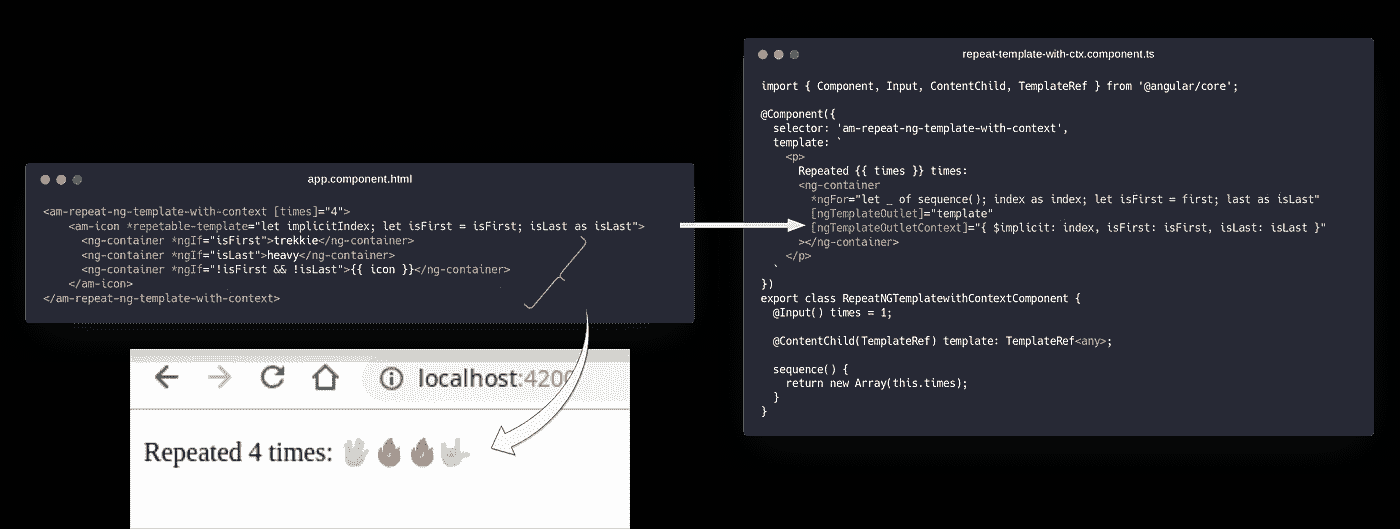 app.component.html
<am-repeat-ng-template-with-context [times]="4">
<am-icon *repetable-template="let implicitIndex; let isFirst = isFirst; isLast as isLast">
<ng-container *ngIf="isFirst">trekkie</ng-container>
<ng-container *ngIf="isLast">heavy</ng-container>
<ng-container *ngIf="!isFirst && !isLast">{{ icon }}</ng-container>
</am-icon>
</am-repeat-ng-template-with-context>
localhost:4200
Repeated 4 times:
repeat-template-with-ctx.component.ts
import { Component, Input, ContentChild, TemplateRef } from '@angular/core';
@Component({
selector: 'am-repeat-ng-template-with-context',
template: `
<p>
Repeated {{ times }} times:
<ng-container
*ngFor="let _ of sequence(); index as index; let isFirst = first; last as isLast"
[ngTemplateOutlet]="template"
[ngTemplateOutletContext]="{ $implicit: index, isFirst: isFirst, isLast: isLast }"
></ng-container>
</p>
`
})
export class RepeatNGTemplatewithContextComponent {
@Input() times = 1;
@ContentChild(TemplateRef) template: TemplateRef<any>;
sequence() {
return new Array(this.times);
}
}